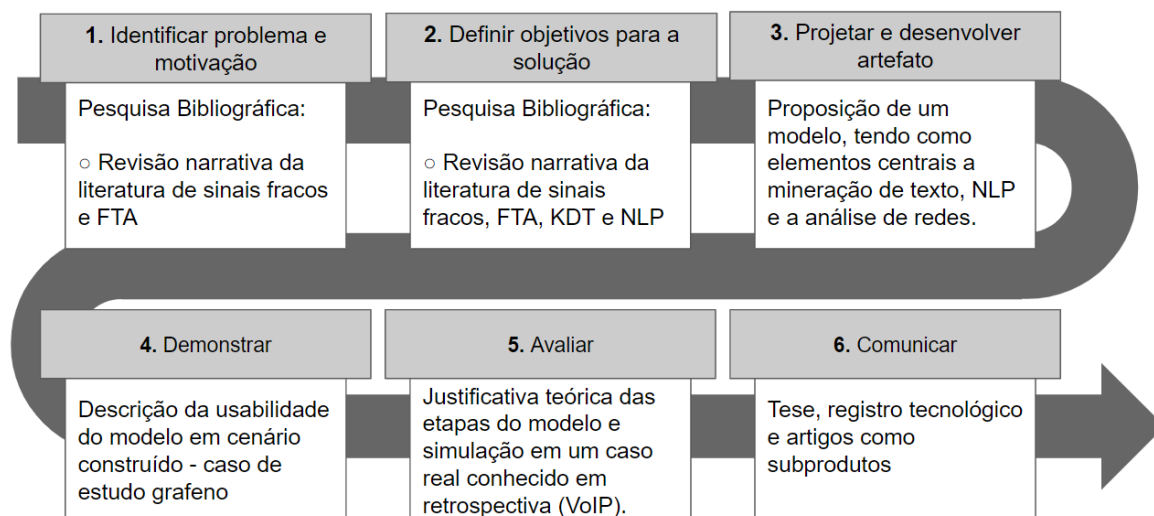 1. Identificar problema e
motivação
Pesquisa Bibliográfica:
○ Revisão narrativa da
literatura de sinais fracos
e FTA
2. Definir objetivos para a
solução
Pesquisa Bibliográfica:
○ Revisão narrativa da
literatura de sinais
fracos, FTA, KDT e NLP
3. Projetar e desenvolver
artefato
Proposição de um
modelo, tendo como
elementos centrais a
mineração de texto, NLP
e a análise de redes.
4. Demonstrar
Descrição da usabilidade
do modelo em cenário
construído - caso de
estudo grafeno
5. Avaliar
Justificativa teórica das
etapas do modelo e
simulação em um caso
real conhecido em
retrospectiva (VoIP).
6. Comunicar
Tese, registro tecnológico
e artigos como
subprodutos